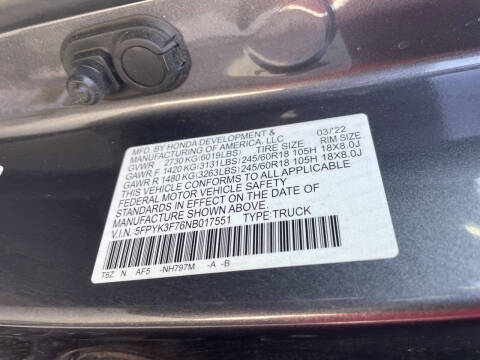 MFD. BY HONDA DEVELOPMENT &
MANUFACTURING OF AMERICA, LLC 03/'22
GVWR 2730 KG(6019LBS) TIRE SIZE RIM SIZE
GAWR F 1420 KG(3131LBS) 245/60R18 105H 18X8.0J
GAWR R 1480 KG(3263LBS) 245/60R18 105H 18X8.0J
THIS VEHICLE CONFORMS TO ALL APPLICABLE
FEDERAL MOTOR VEHICLE SAFETY
STANDARDS IN EFFECT ON THE DATE OF
MANUFACTURE SHOWN ABOVE.
V.I.N. 5FPYK3F76NB017551 TYPE:TRUCK
T6Z N AF5 -NH797M -A -B